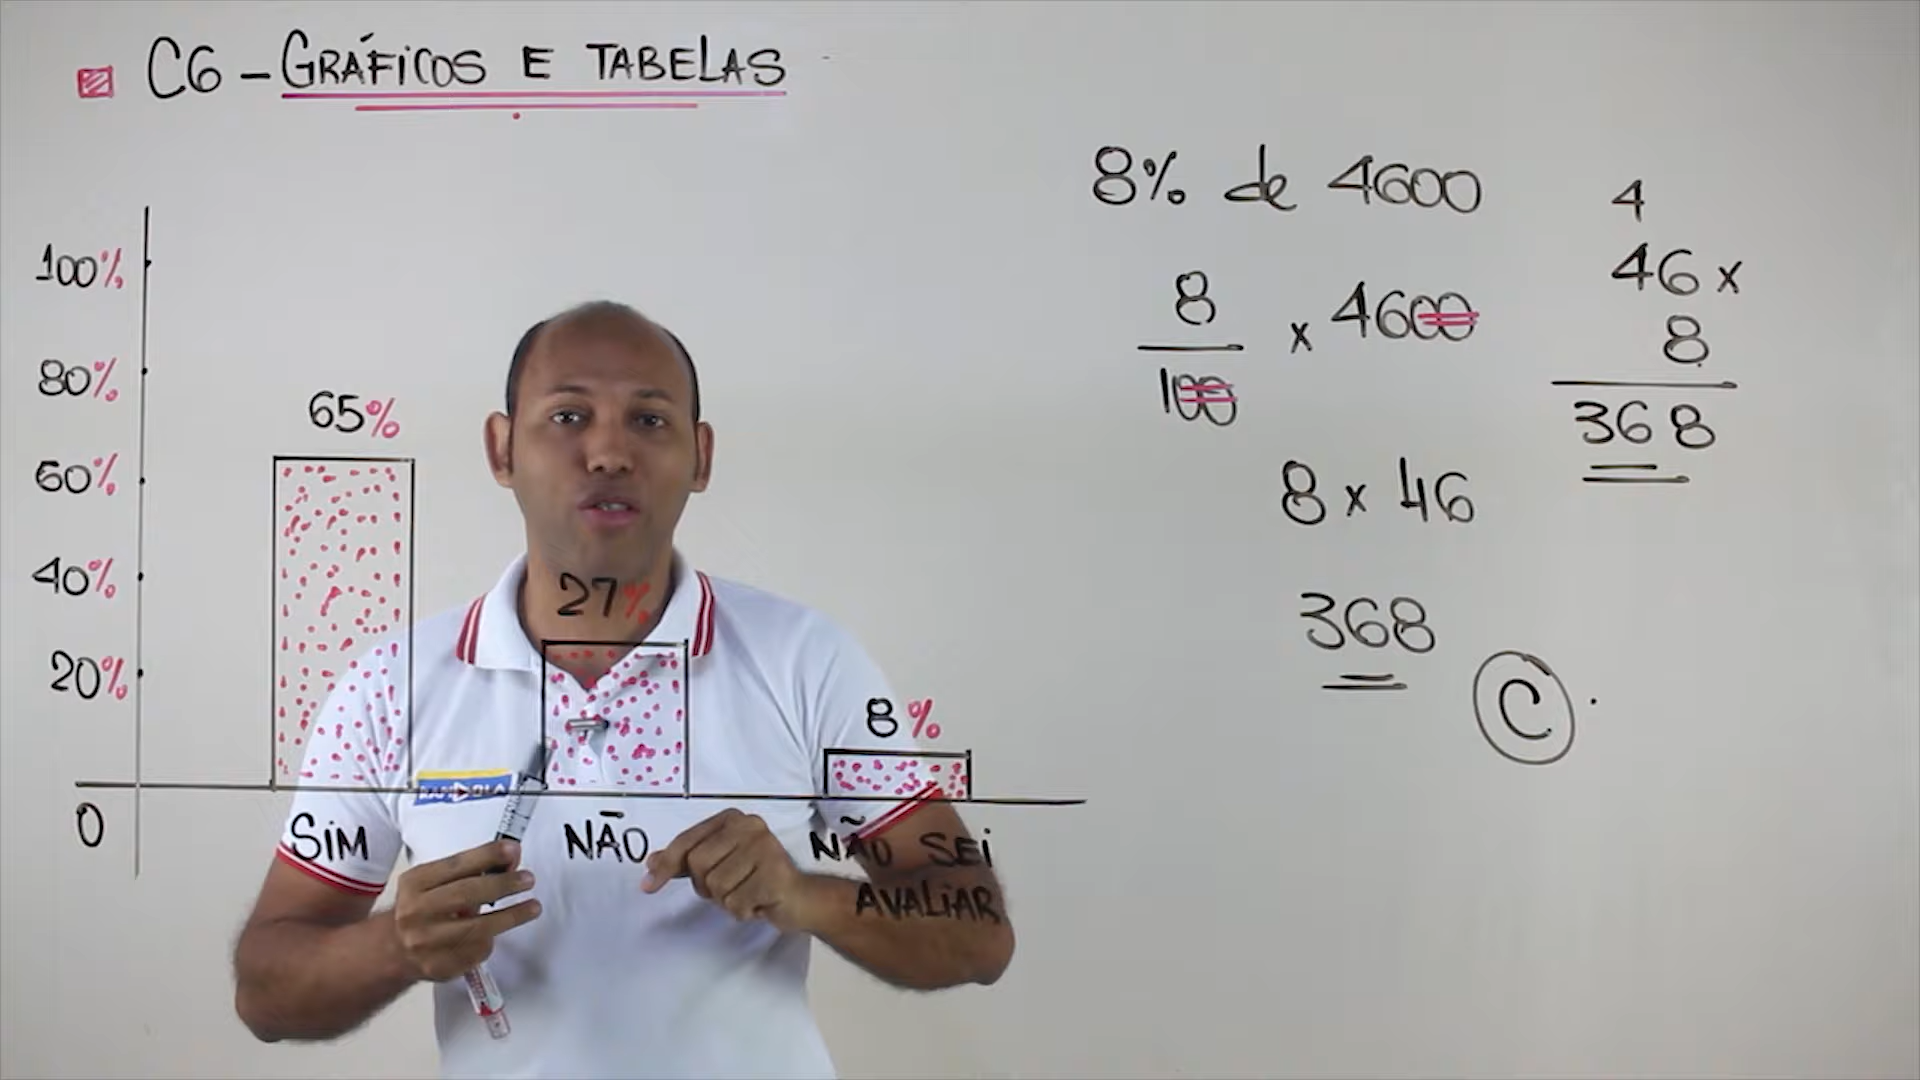 C6 - GRÁFICOS E TABELAS
100%
80%
60%
40%
20%
0
65%
27%
8%
SIM
NÃO
NÃO SEI
AVALIAR
8% de 4600
8
100
x 4600
8 x 46
368
C
4
46 x
8
368